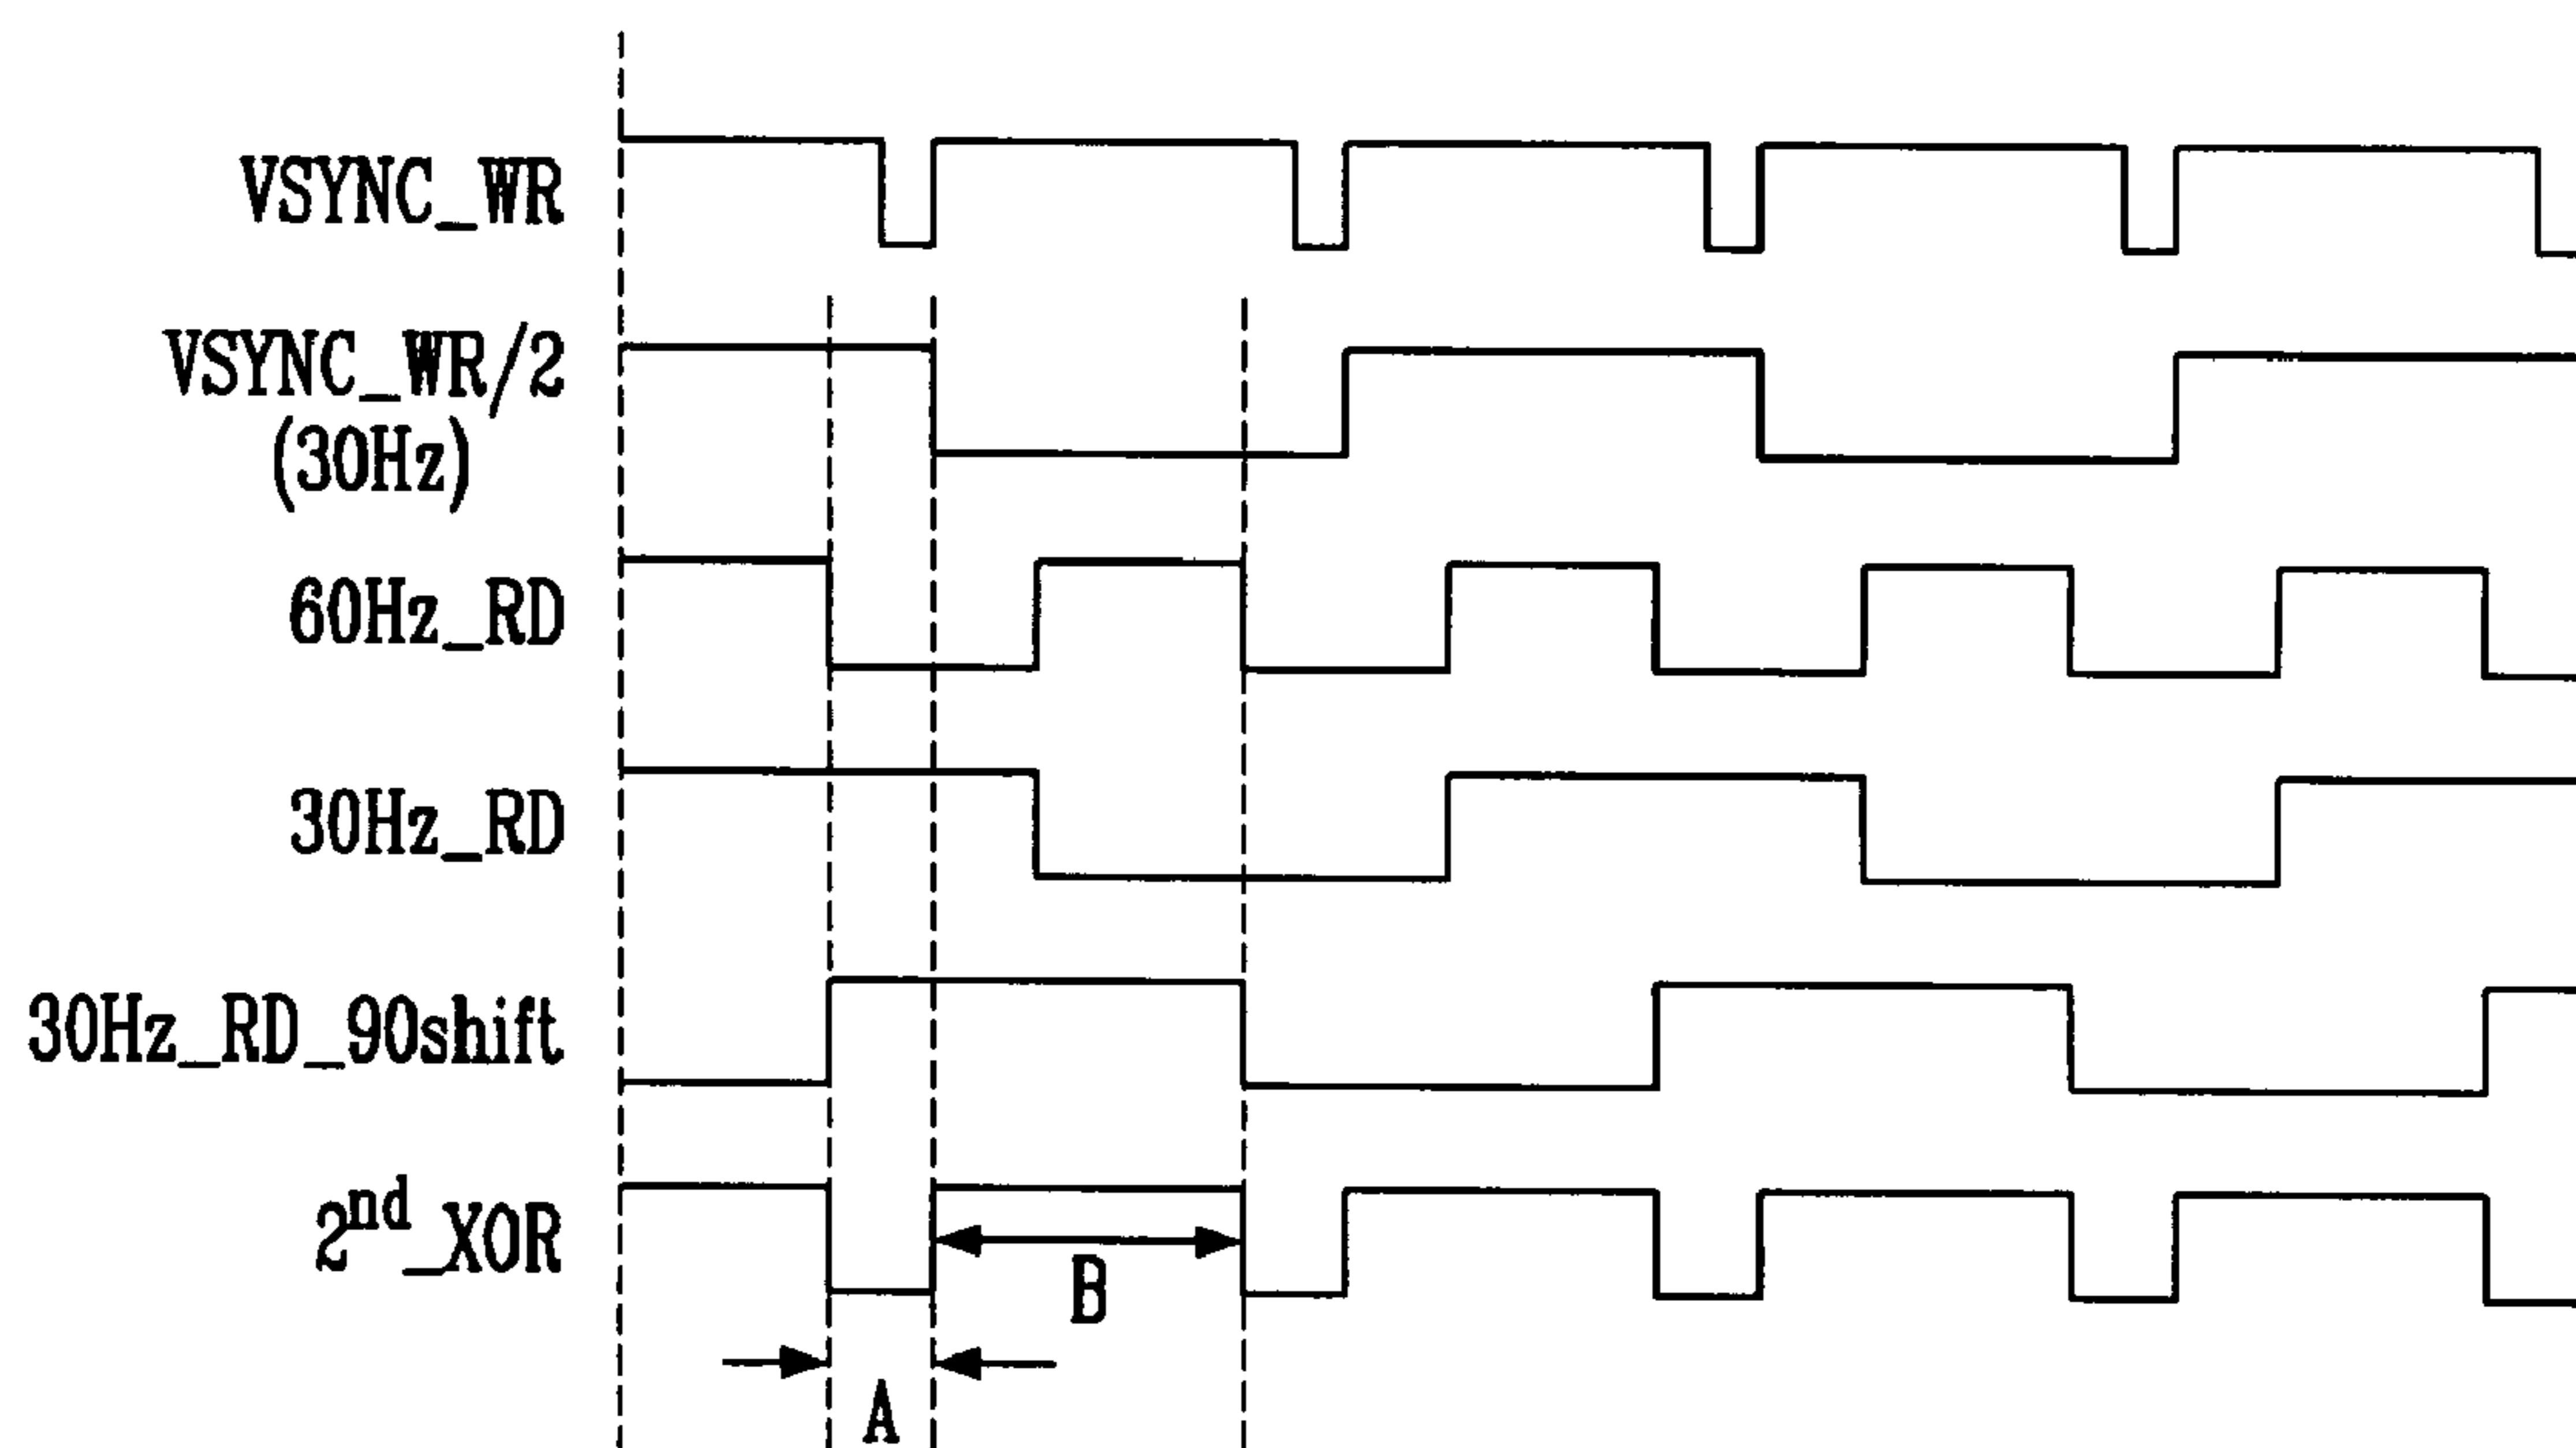 VSYNC_WR
VSYNC_WR/2
(30Hz)
60Hz_RD
30Hz_RD
30Hz_RD_90shift
2nd_XOR
B
A